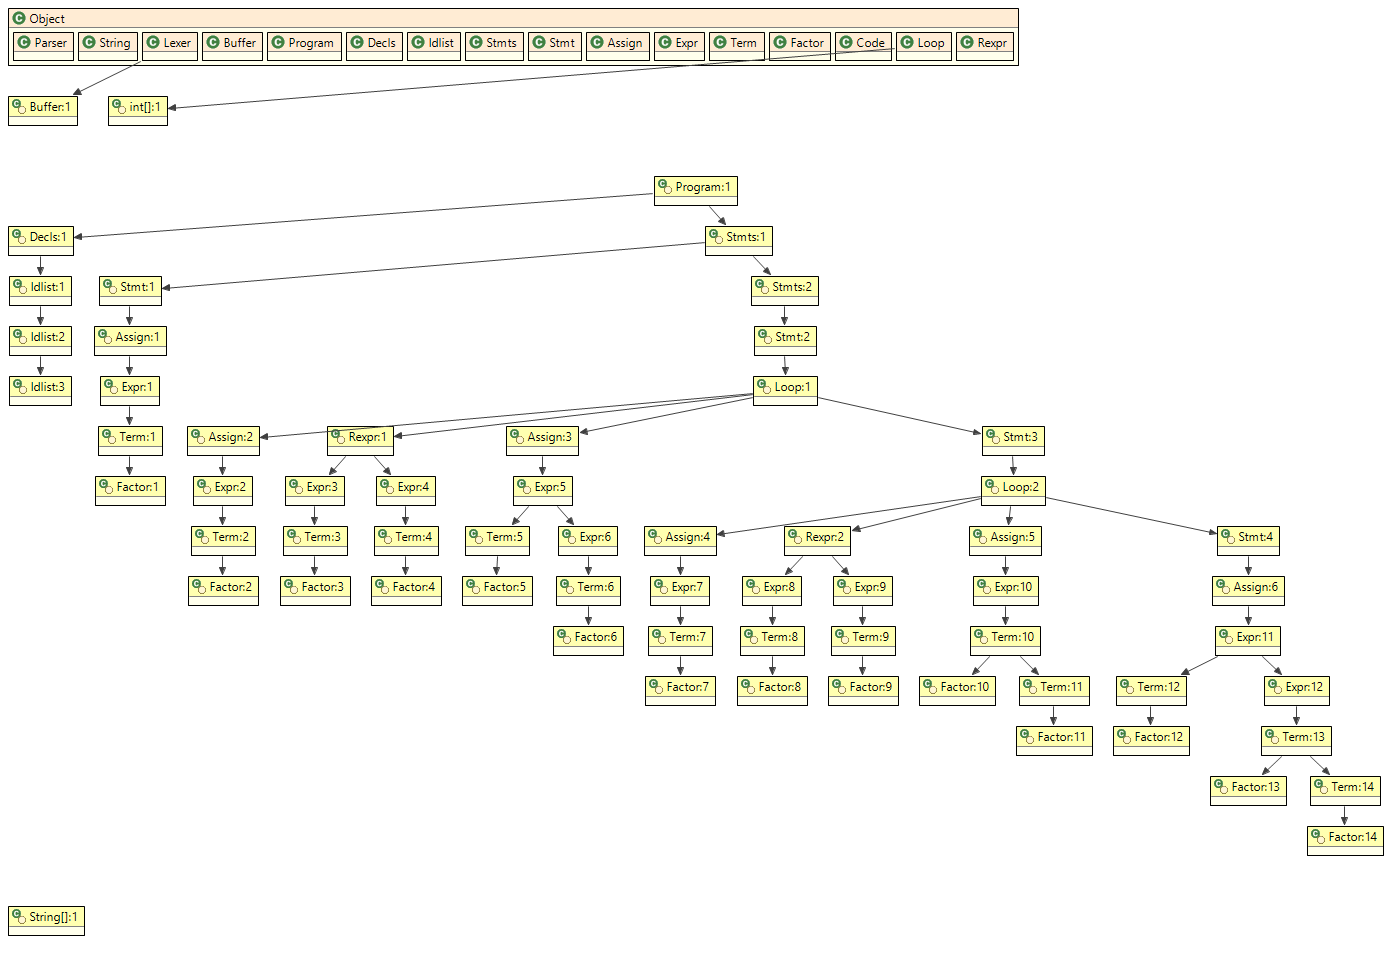 Object
Parser String Lexer Buffer Program Decls Idlist Stmts Stmt Assign Expr Term Factor Code Loop Rexpr
Buffer:1 int[]:1
Program:1
Decls:1 Stmts:1
Idlist:1 Stmt:1 Stmts:2
Idlist:2 Assign:1 Stmt:2
Idlist:3 Expr:1 Loop:1
Term:1 Assign:2 Rexpr:1 Assign:3 Stmt:3
Factor:1 Expr:2 Expr:3 Expr:4 Expr:5 Loop:2
Term:2 Term:3 Term:4 Term:5 Expr:6 Assign:4 Rexpr:2 Assign:5 Stmt:4
Factor:2 Factor:3 Factor:4 Factor:5 Term:6 Expr:7 Expr:8 Expr:9 Expr:10 Assign:6
Factor:6 Term:7 Term:8 Term:9 Term:10 Expr:11
Factor:7 Factor:8 Factor:9 Factor:10 Term:11 Term:12 Expr:12
Factor:11 Factor:12 Term:13
Factor:13 Term:14
Factor:14
String[]:1